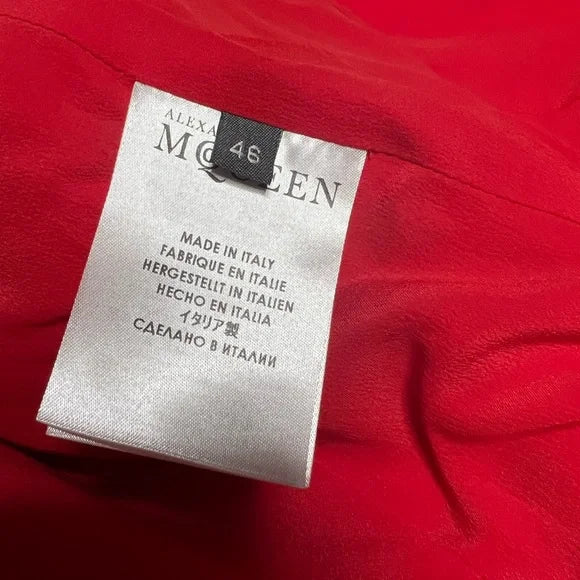 ALEXA
McQUEEN
46
MADE IN ITALY
FABRIQUE EN ITALIE
HERGESTELLT IN ITALIEN
HECHO EN ITALIA
イタリア製
СДЕЛАНО В ИТАЛИИ